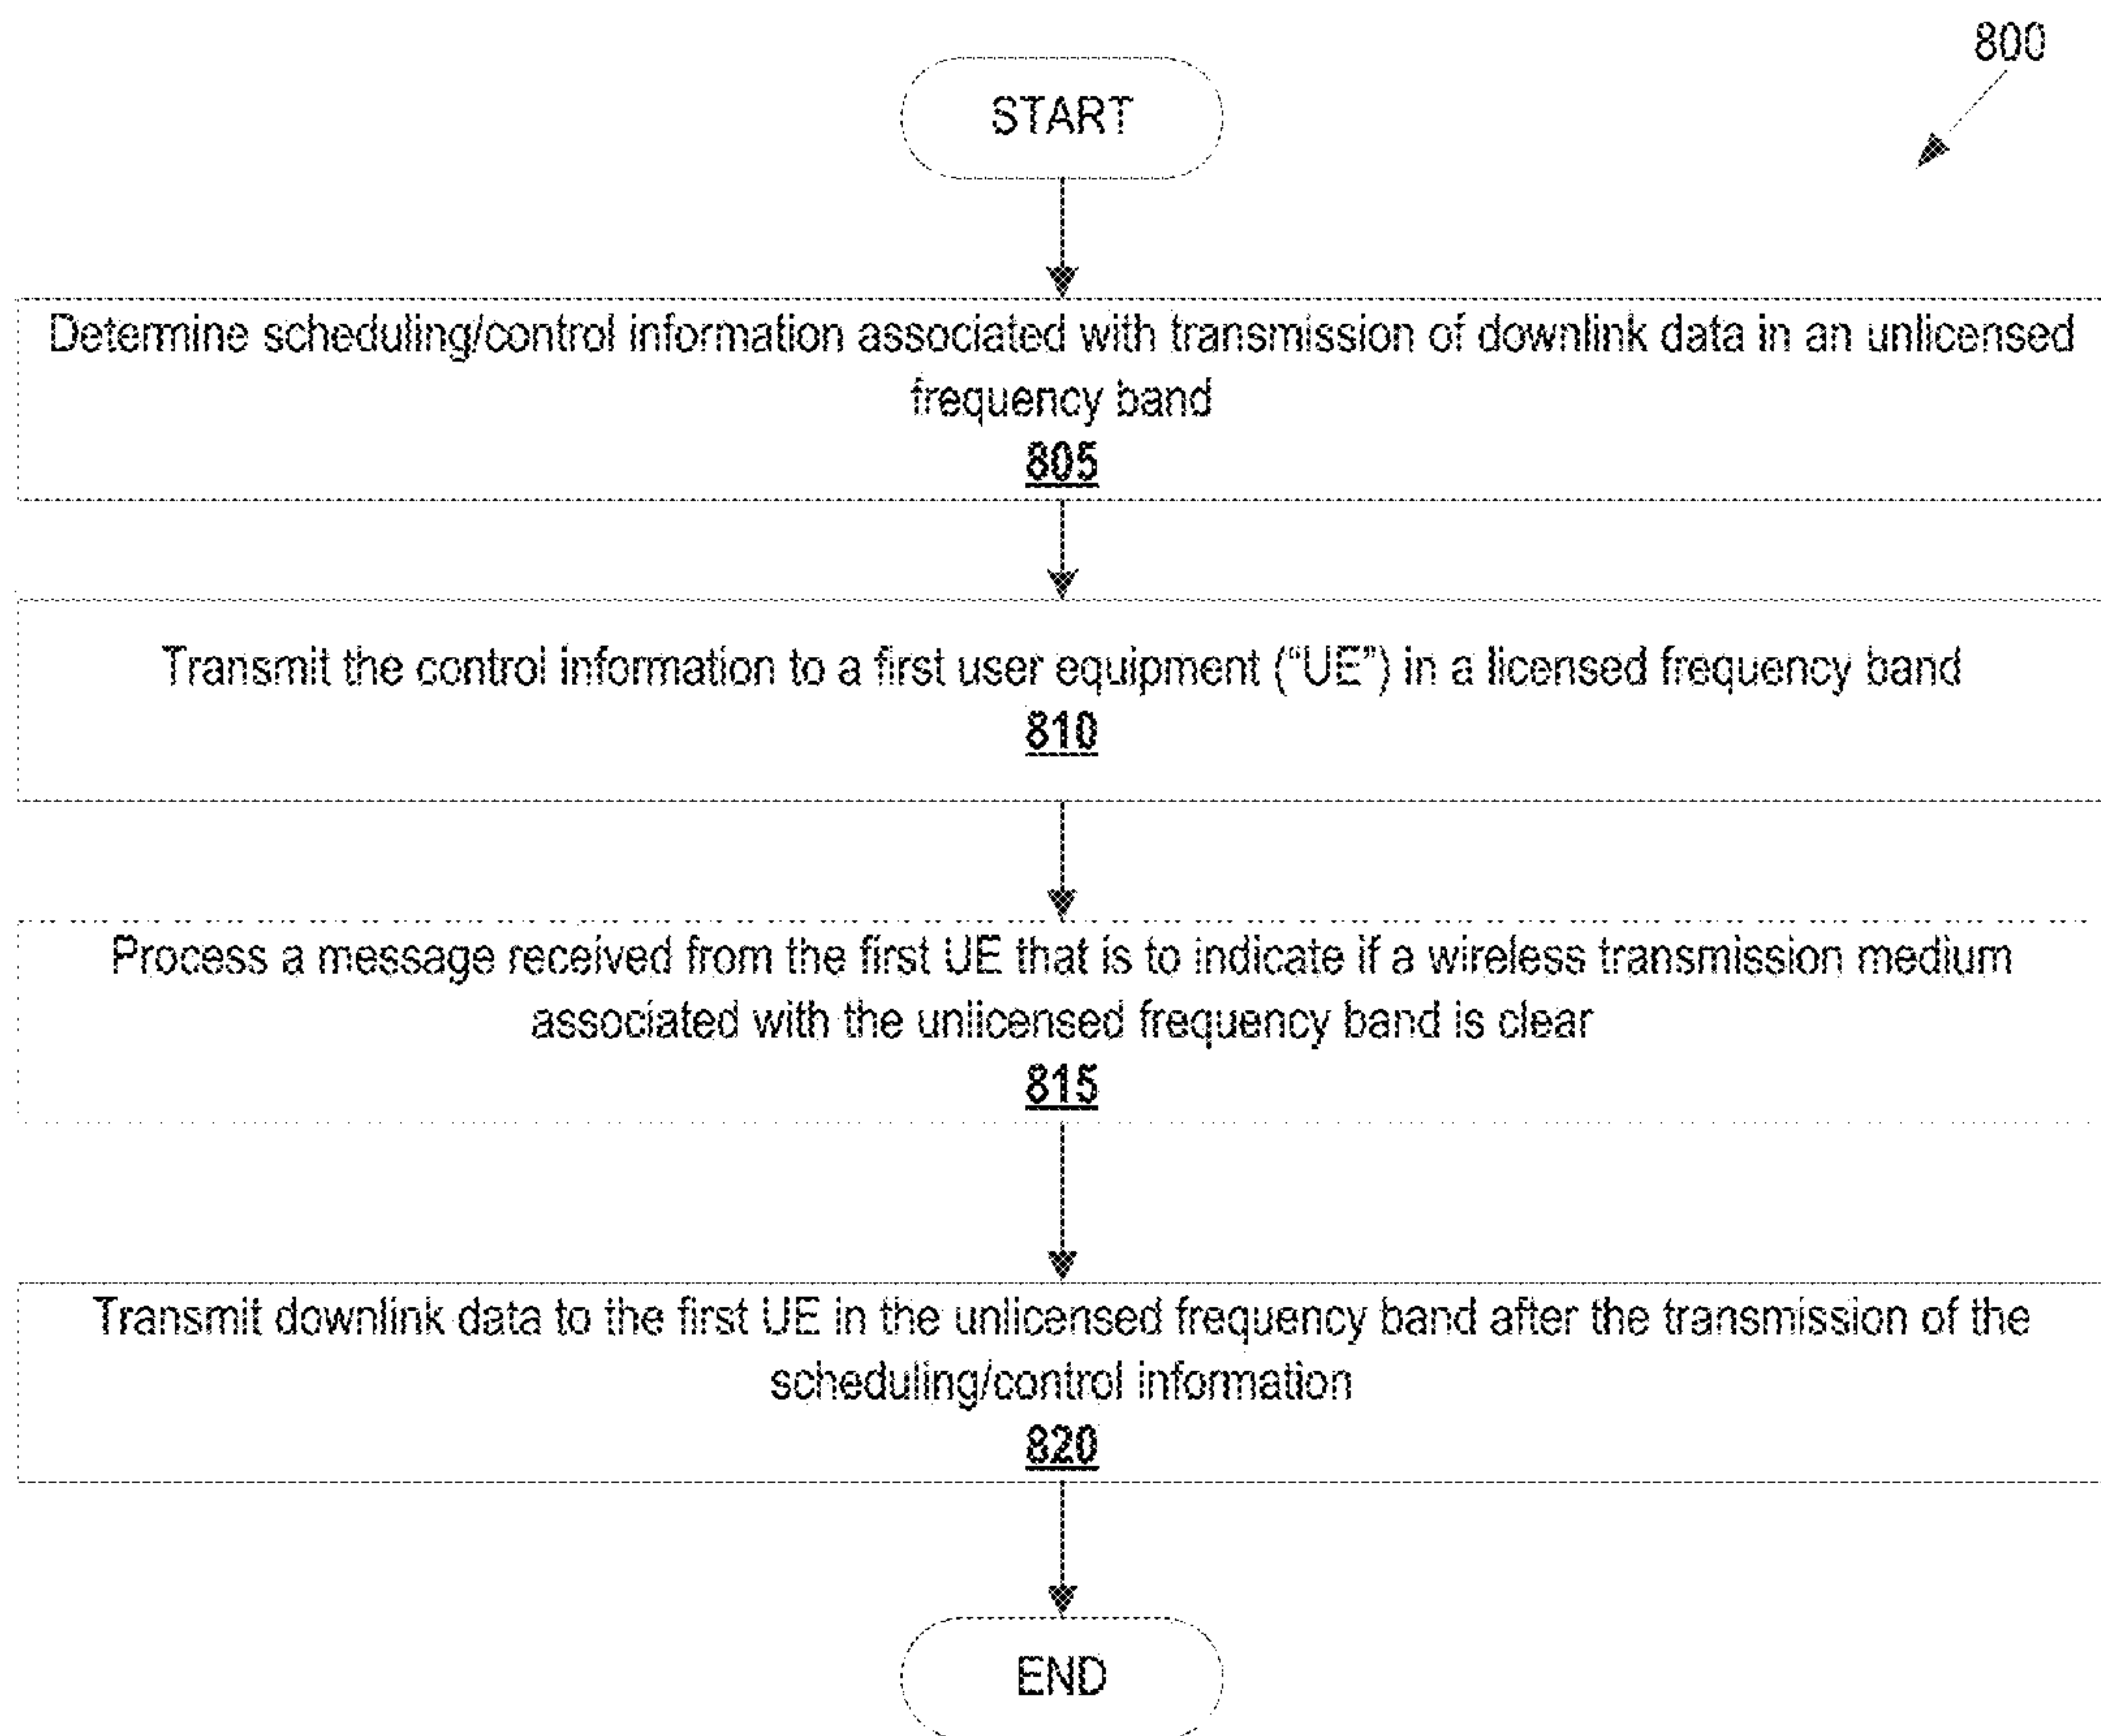 800
START
Determine scheduling/control information associated with transmission of downlink data in an unlicensed
frequency band
805
Transmit the control information to a first user equipment (“UE”) in a licensed frequency band
810
Process a message received from the first UE that is to indicate if a wireless transmission medium
associated with the unlicensed frequency band is clear
815
Transmit downlink data to the first UE in the unlicensed frequency band after the transmission of the
scheduling/control information
820
END